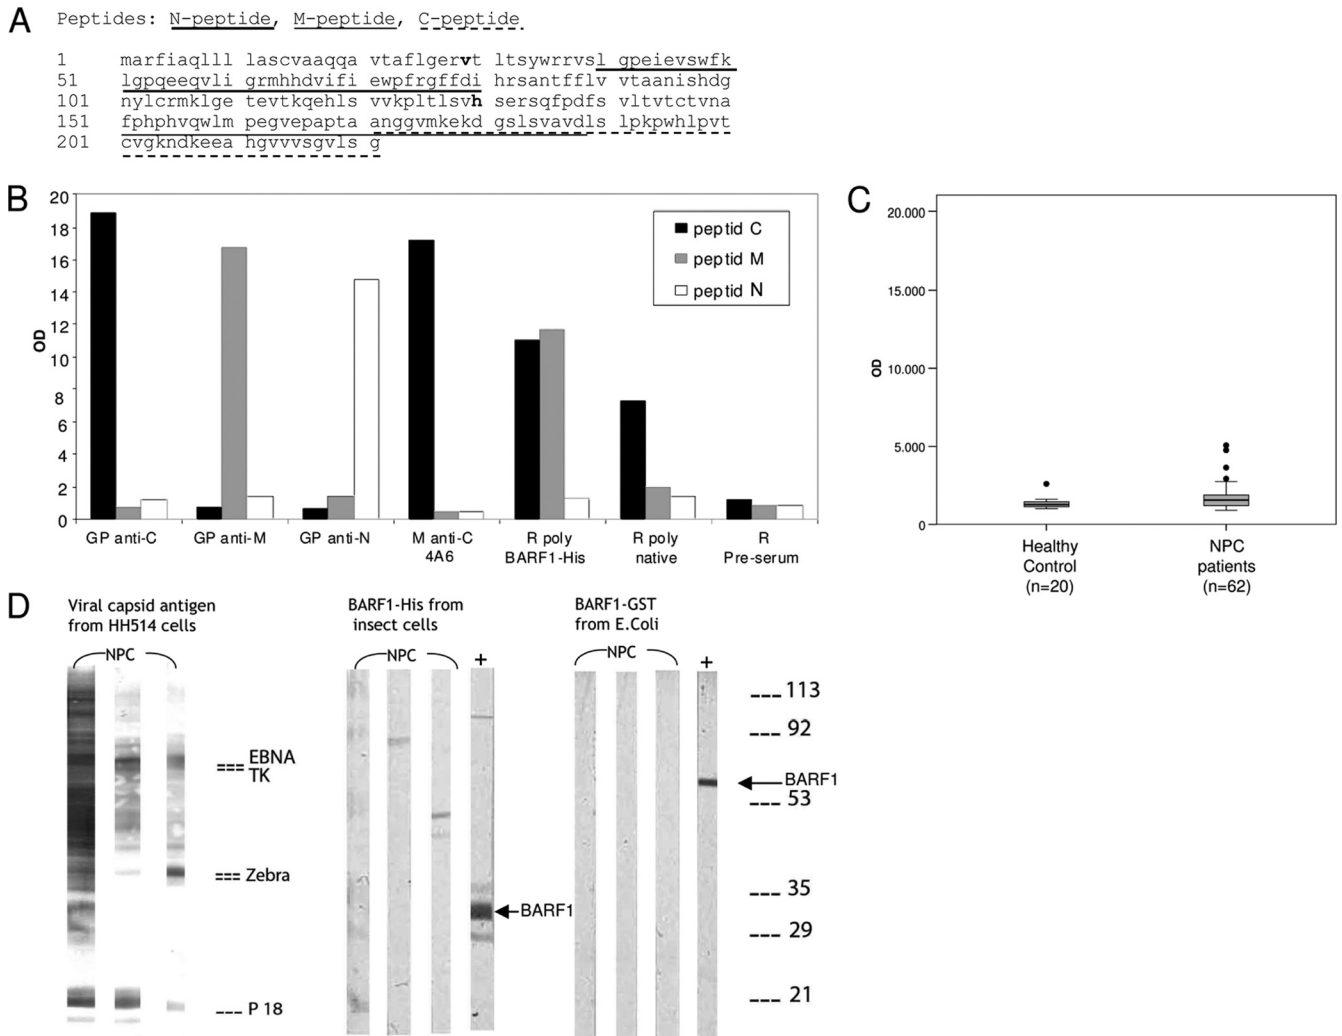 A
Peptides: N-peptide, M-peptide, C-peptide
1 marfiaqlll lascvaaqqa vtaflgervt ltsywrrvsl gpeievswfk
51 lgpqeeqvli grmhhdvifi ewpfrgffdi hrsantfflv vtaanishdg
101 nylcrmklge tevtkqehls vvkpltlsvh sersqfpdfs vltvtctvna
151 fphphvqwlm pegvepapta anggvmkekd gslsvavdls lpkpwhlpvt
201 cvgkndkeea hgvvvsgvls g
B
20
18
16
14
12
10
8
6
4
2
0
OD
peptid C
peptid M
peptid N
GP anti-C
GP anti-M
GP anti-N
M anti-C
4A6
R poly
BARF1-His
R poly
native
R
Pre-serum
C
20.000
15.000
10.000
5.000
0
OD
Healthy
Control
(n=20)
NPC
patients
(n=62)
D
Viral capsid antigen
from HH514 cells
NPC
EBNA
TK
Zebra
P 18
BARF1-His from
insect cells
NPC
+
BARF1
BARF1-GST
from E.Coli
NPC
+
113
92
BARF1
53
35
29
21